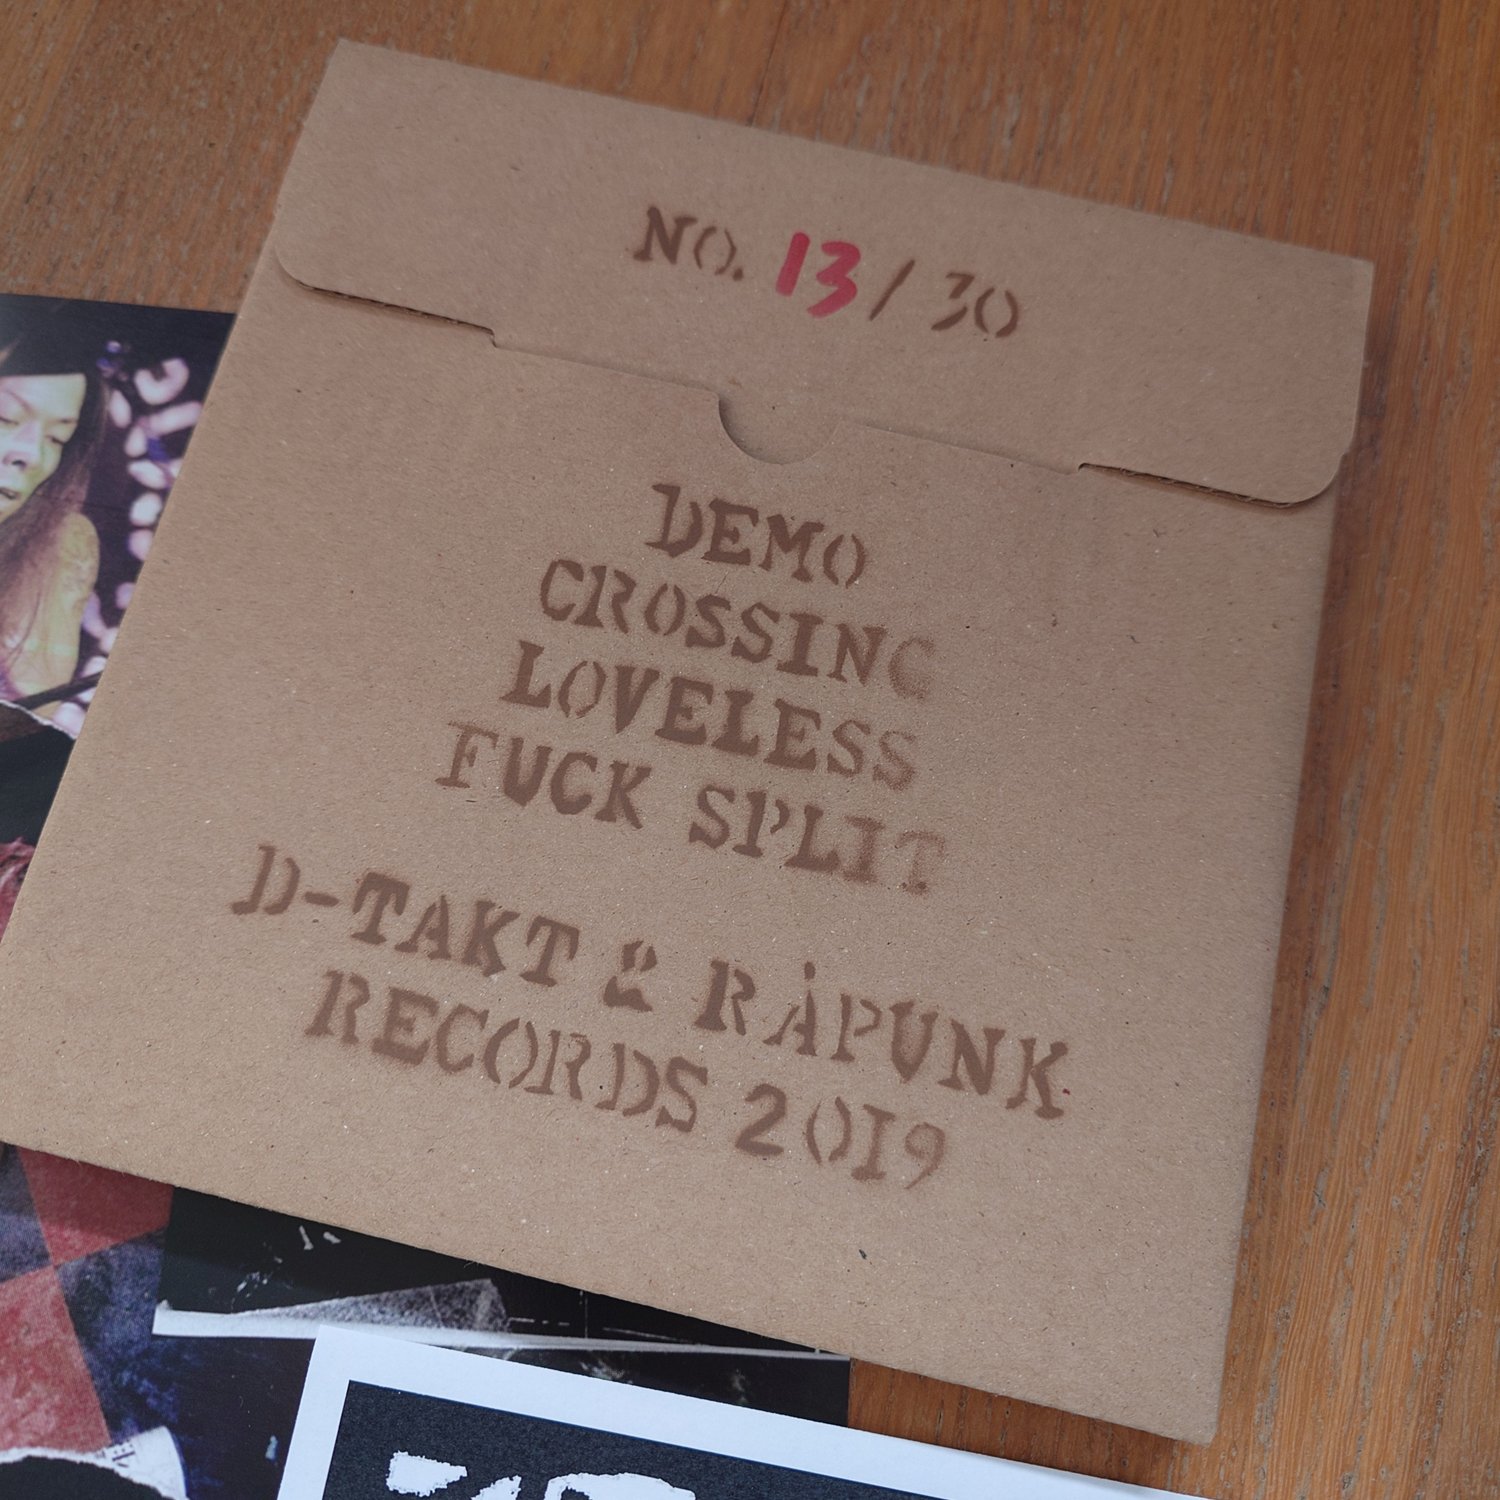 NO. 13 / 30
DEMO
CROSSING
LOVELESS
FUCK SPLIT
D-TAKT & RÅPUNK
RECORDS 2019